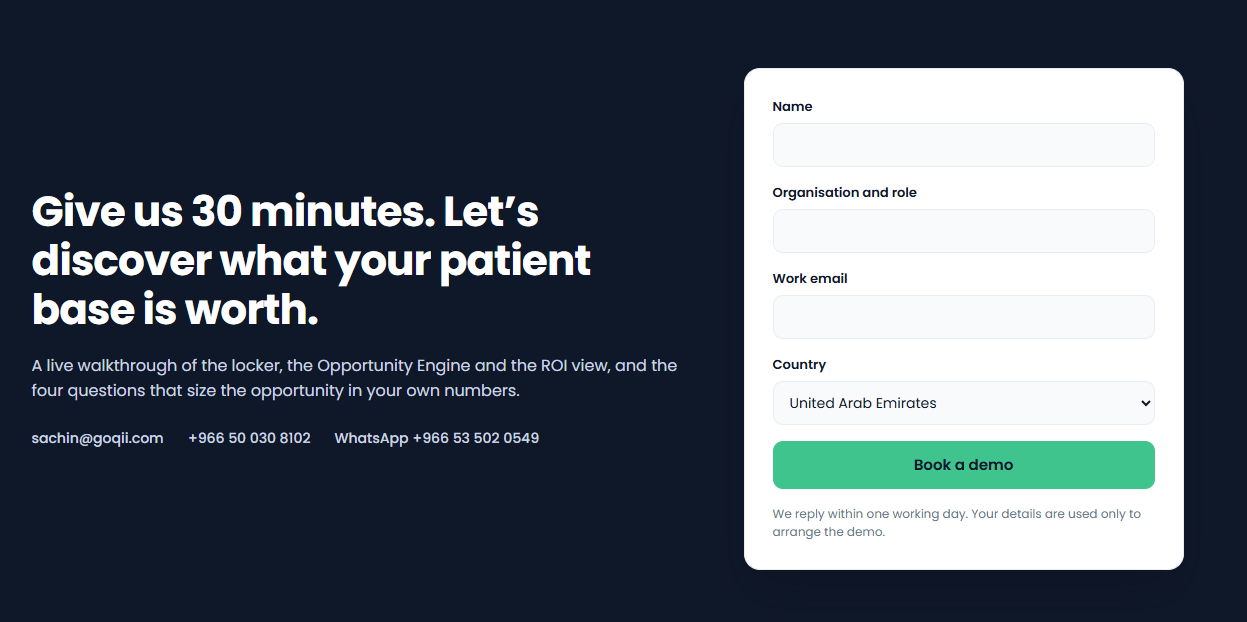 Give us 30 minutes. Let’s
discover what your patient
base is worth.
A live walkthrough of the locker, the Opportunity Engine and the ROI view, and the
four questions that size the opportunity in your own numbers.
sachin@goqii.com +966 50 030 8102 WhatsApp +966 53 502 0549
Name
Organisation and role
Work email
Country
United Arab Emirates
Book a demo
We reply within one working day. Your details are used only to
arrange the demo.